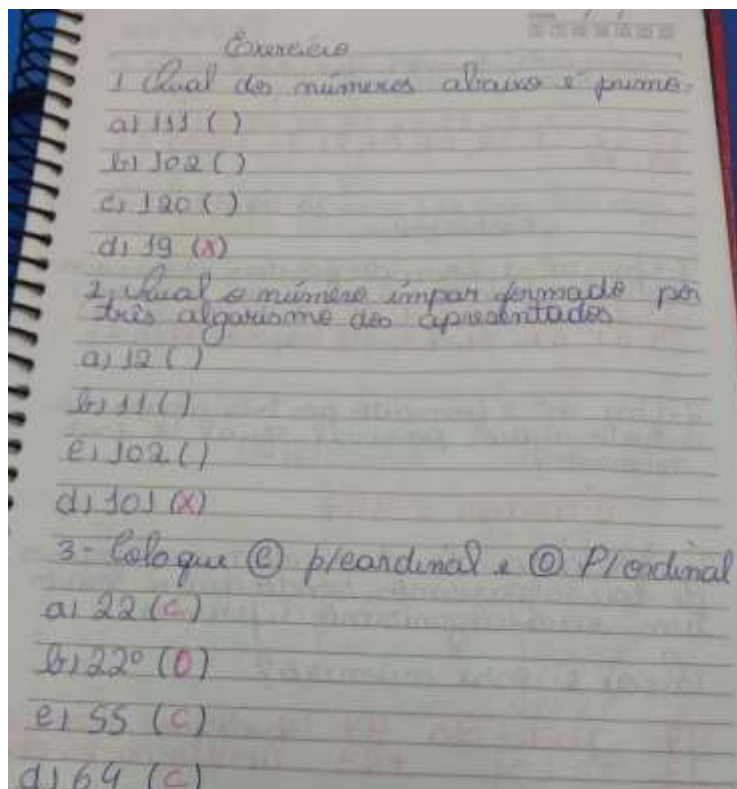 Exercício
1 Qual dos números abaixo é primo.
a) 111 ( )
b) 102 ( )
c) 120 ( )
d) 19 (X)
2, Qual o número impar formado por
três algarismo dos apresentados
a) 12 ( )
b) 11 ( )
c) 102 ( )
d) 101 (X)
3 - Coloque C p/cardinal e O P/ordinal
a) 22 (C)
b) 22º (O)
c) 55 (C)
d) 64 (C)